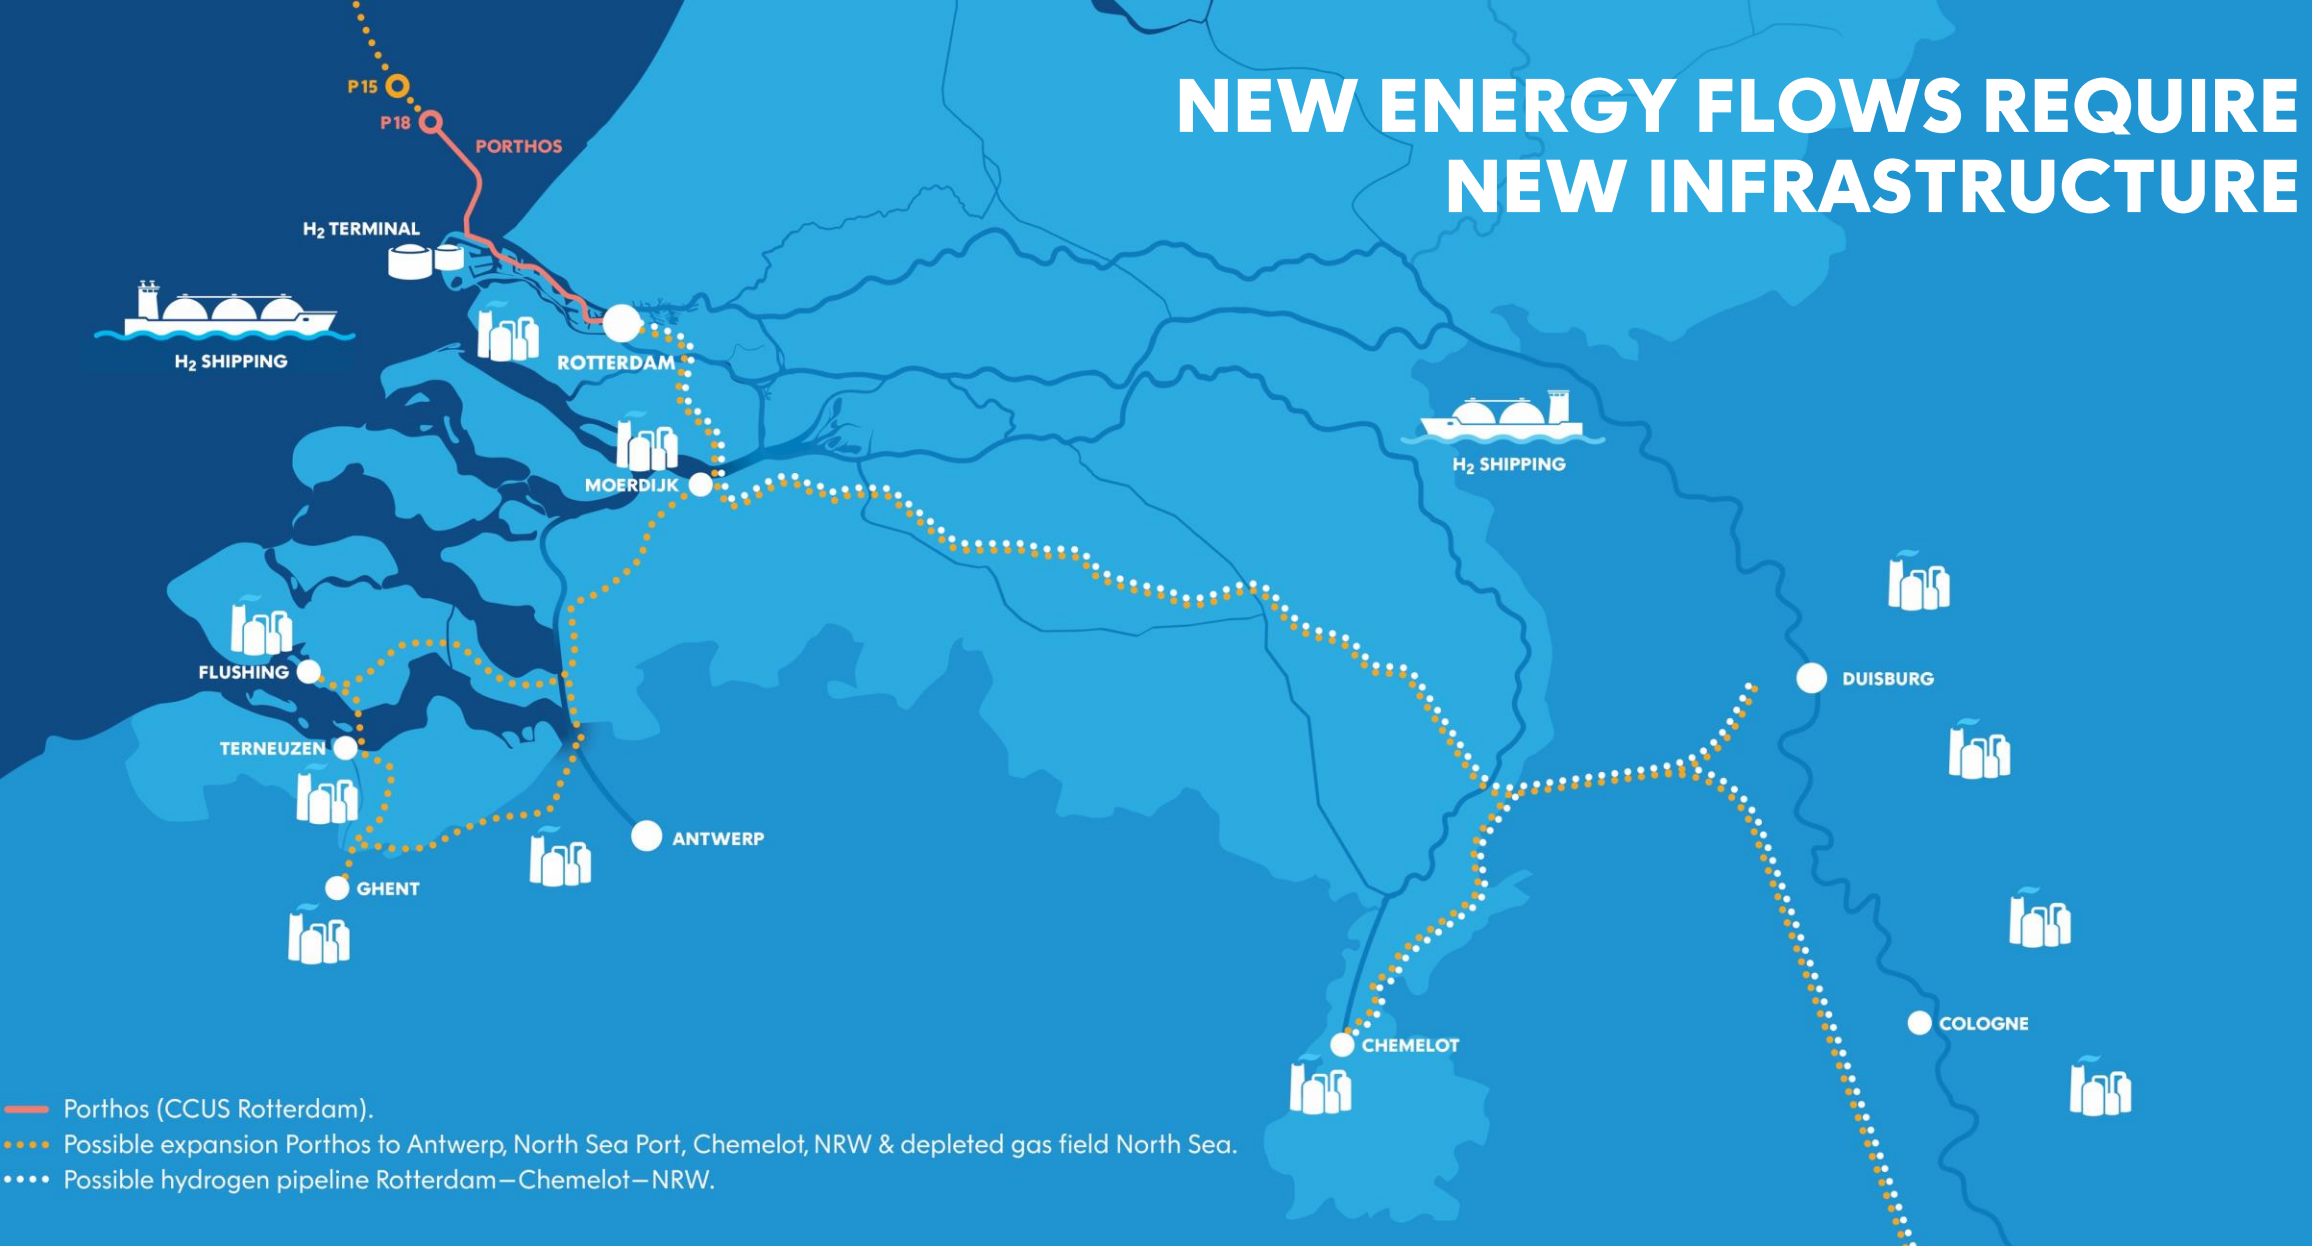 NEW ENERGY FLOWS REQUIRE
NEW INFRASTRUCTURE
P15
P18
PORTHOS
H₂ TERMINAL
H₂ SHIPPING
ROTTERDAM
H₂ SHIPPING
MOERDIJK
FLUSHING
DUISBURG
TERNEUZEN
ANTWERP
GHENT
COLOGNE
CHEMELOT
Porthos (CCUS Rotterdam).
Possible expansion Porthos to Antwerp, North Sea Port, Chemelot, NRW & depleted gas field North Sea.
Possible hydrogen pipeline Rotterdam–Chemelot–NRW.